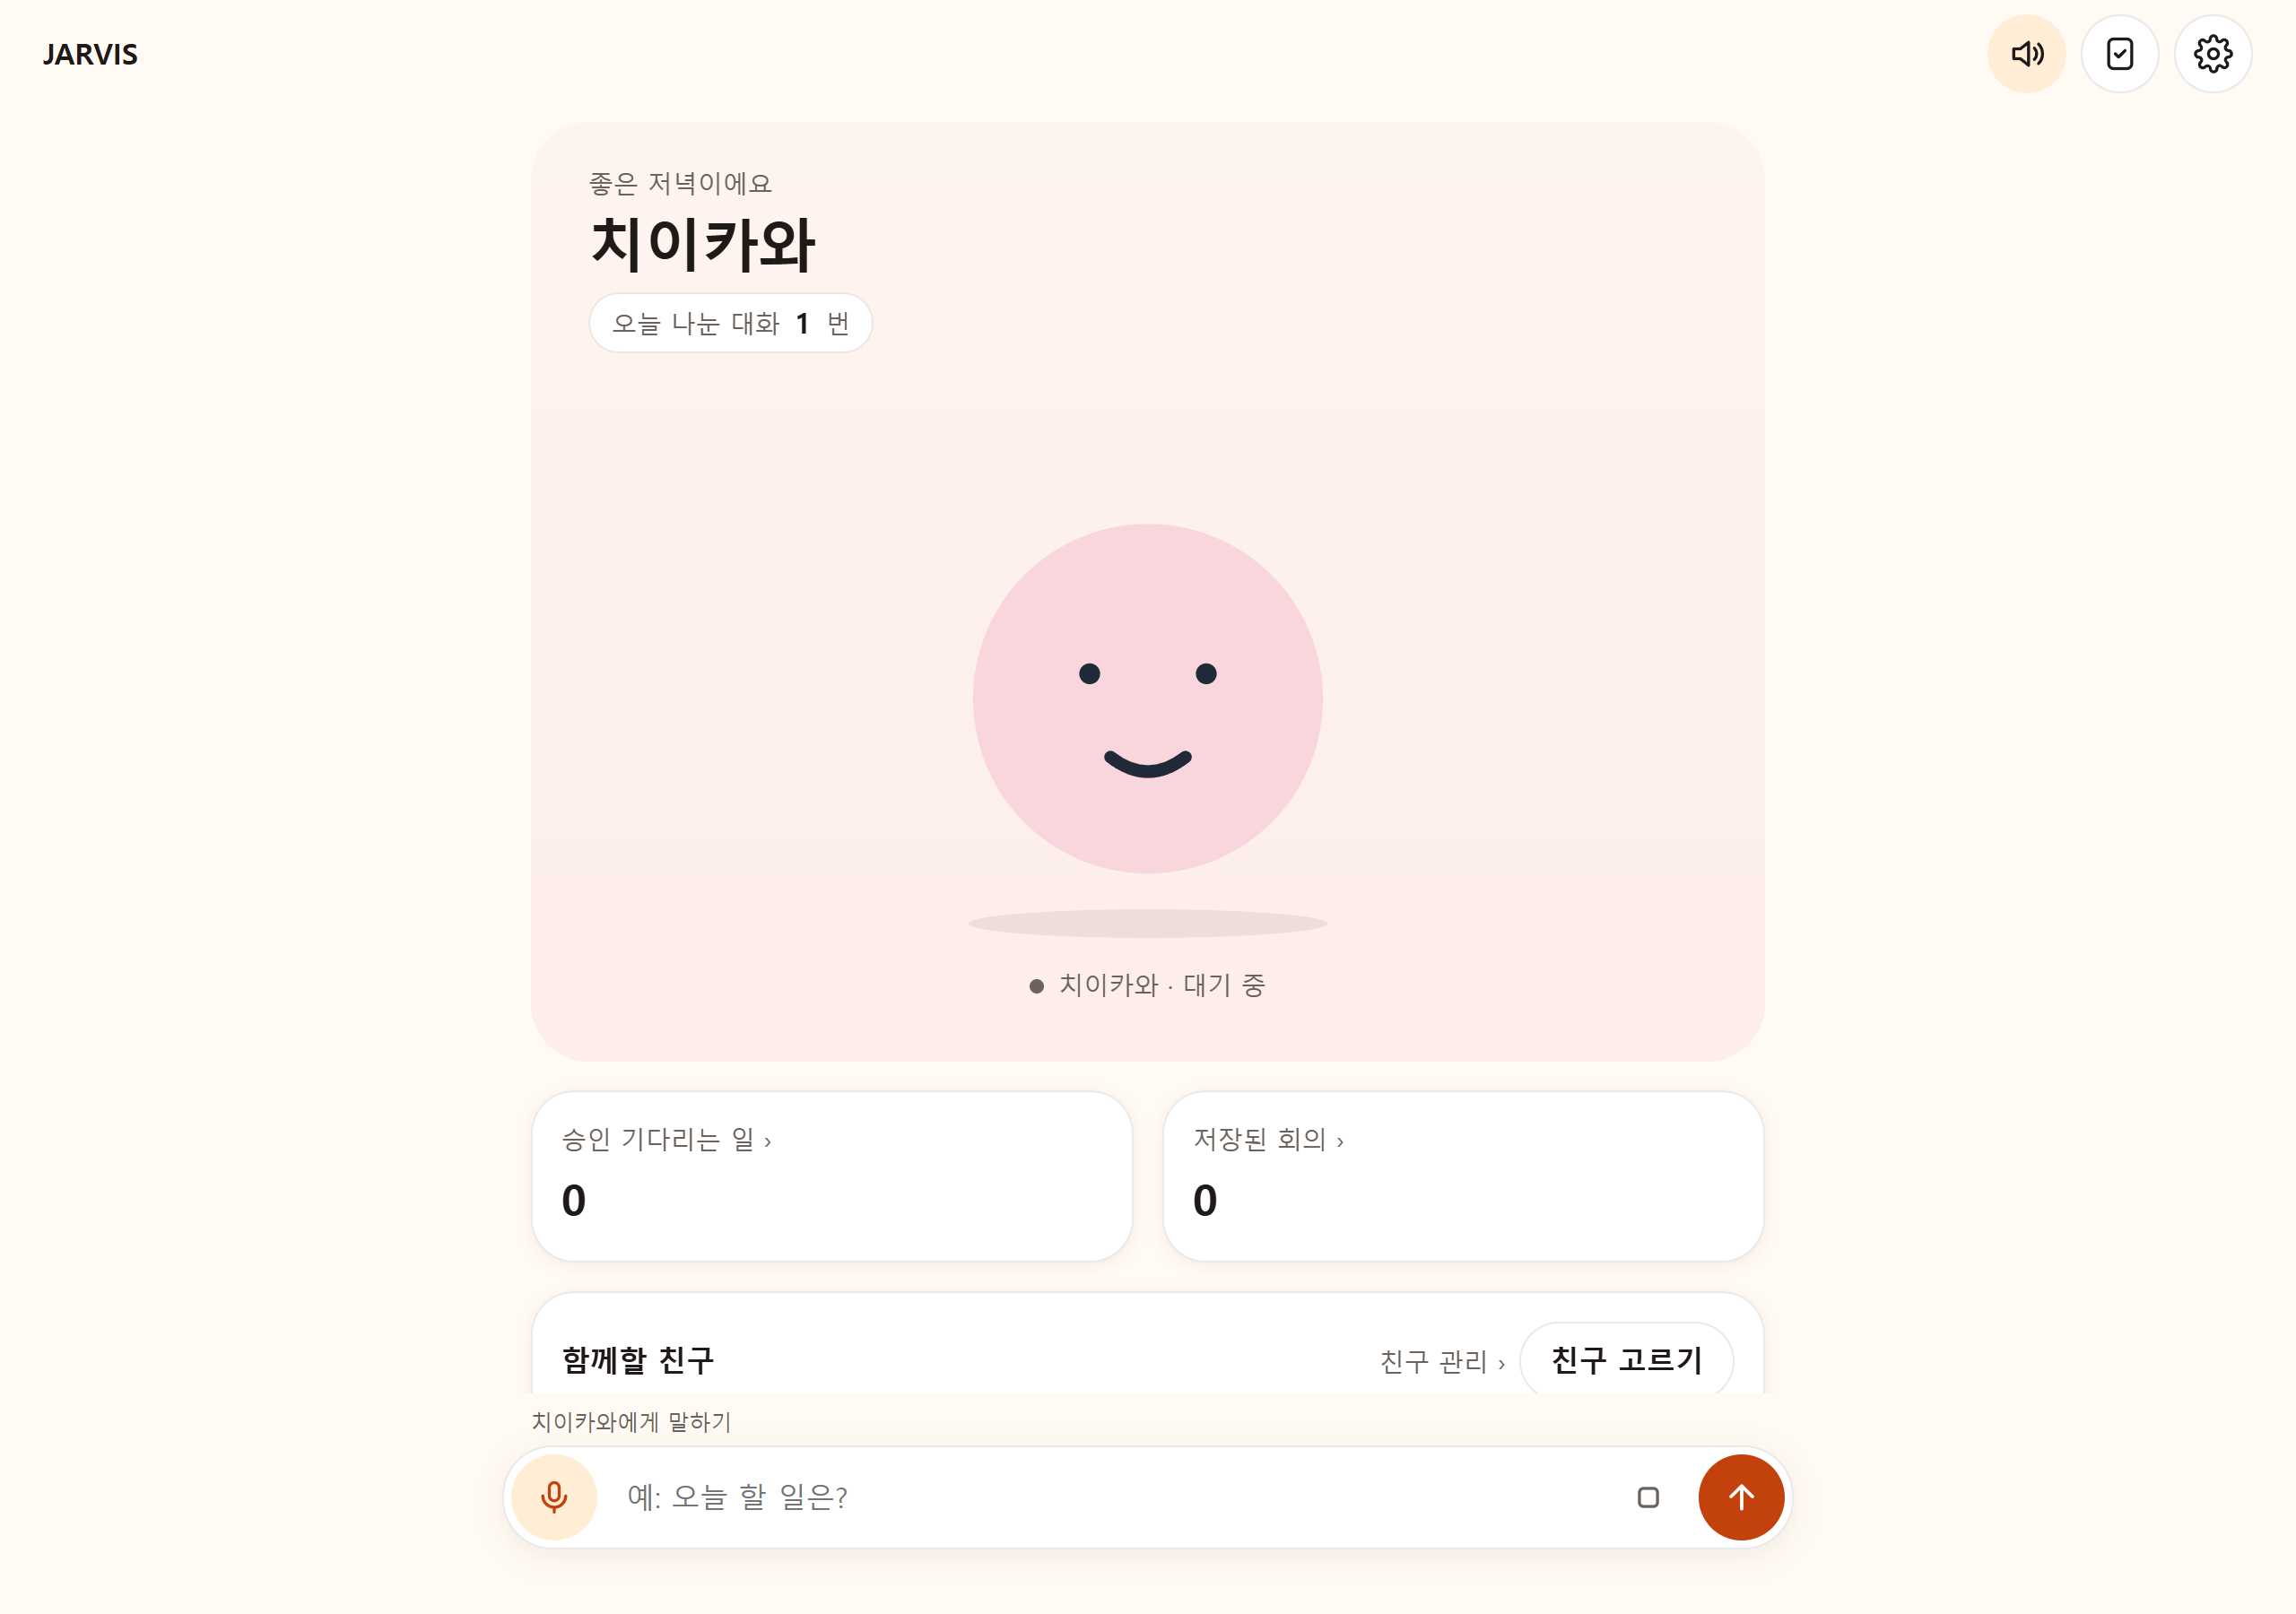 JARVIS
좋은 저녁이에요
치이카와
오늘 나눈 대화 1 번
치이카와 · 대기 중
승인 기다리는 일 ›
0
저장된 회의 ›
0
함께할 친구
친구 관리 ›
친구 고르기
치이카와에게 말하기
예: 오늘 할 일은?